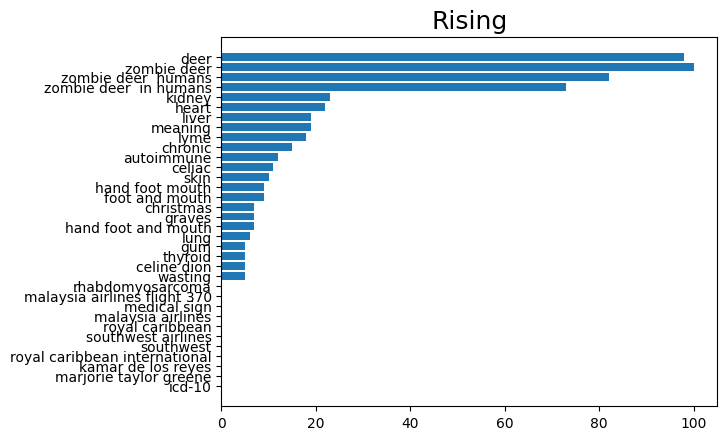 Rising
deer
zombie deer
zombie deer  humans
zombie deer  in humans
kidney
heart
liver
meaning
lyme
chronic
autoimmune
celiac
skin
hand foot mouth
foot and mouth
christmas
graves
hand foot and mouth
lung
gum
thyroid
celine dion
wasting
rhabdomyosarcoma
malaysia airlines flight 370
medical sign
malaysia airlines
royal caribbean
southwest airlines
southwest
royal caribbean international
kamar de los reyes
marjorie taylor greene
icd-10
0 20 40 60 80 100